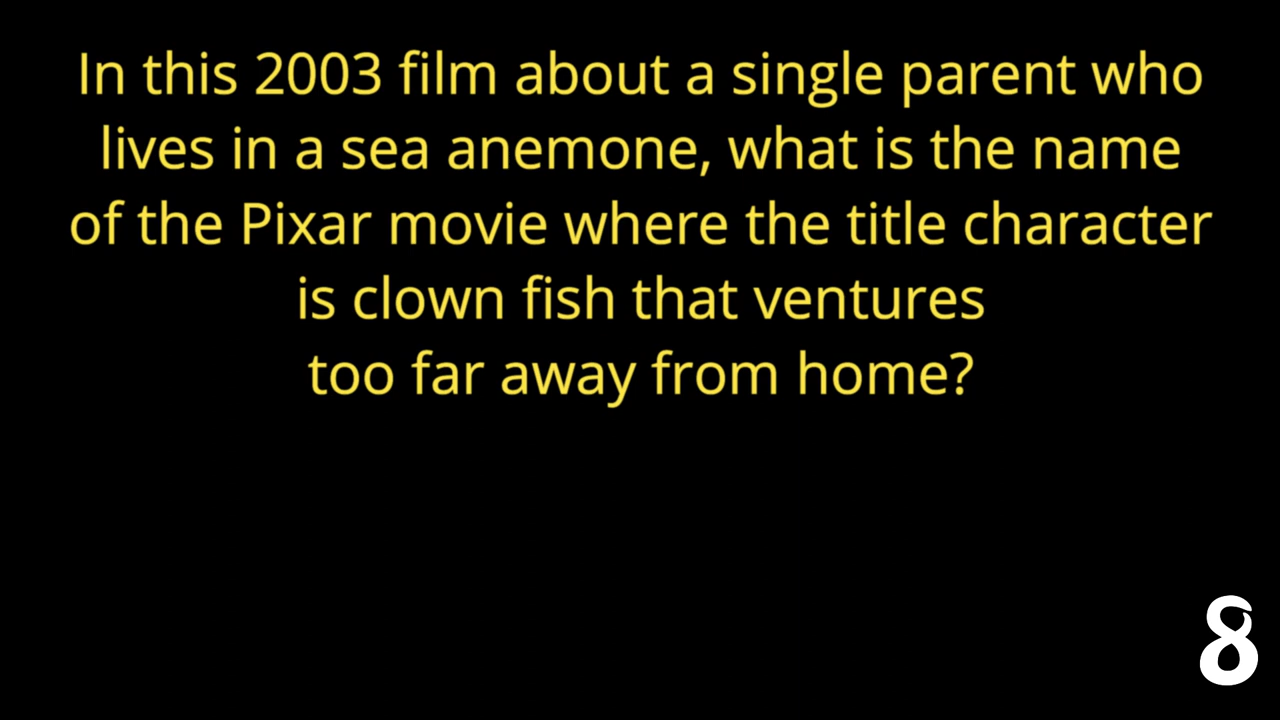 In this 2003 film about a single parent who
lives in a sea anemone, what is the name
of the Pixar movie where the title character
is clown fish that ventures
too far away from home?
8